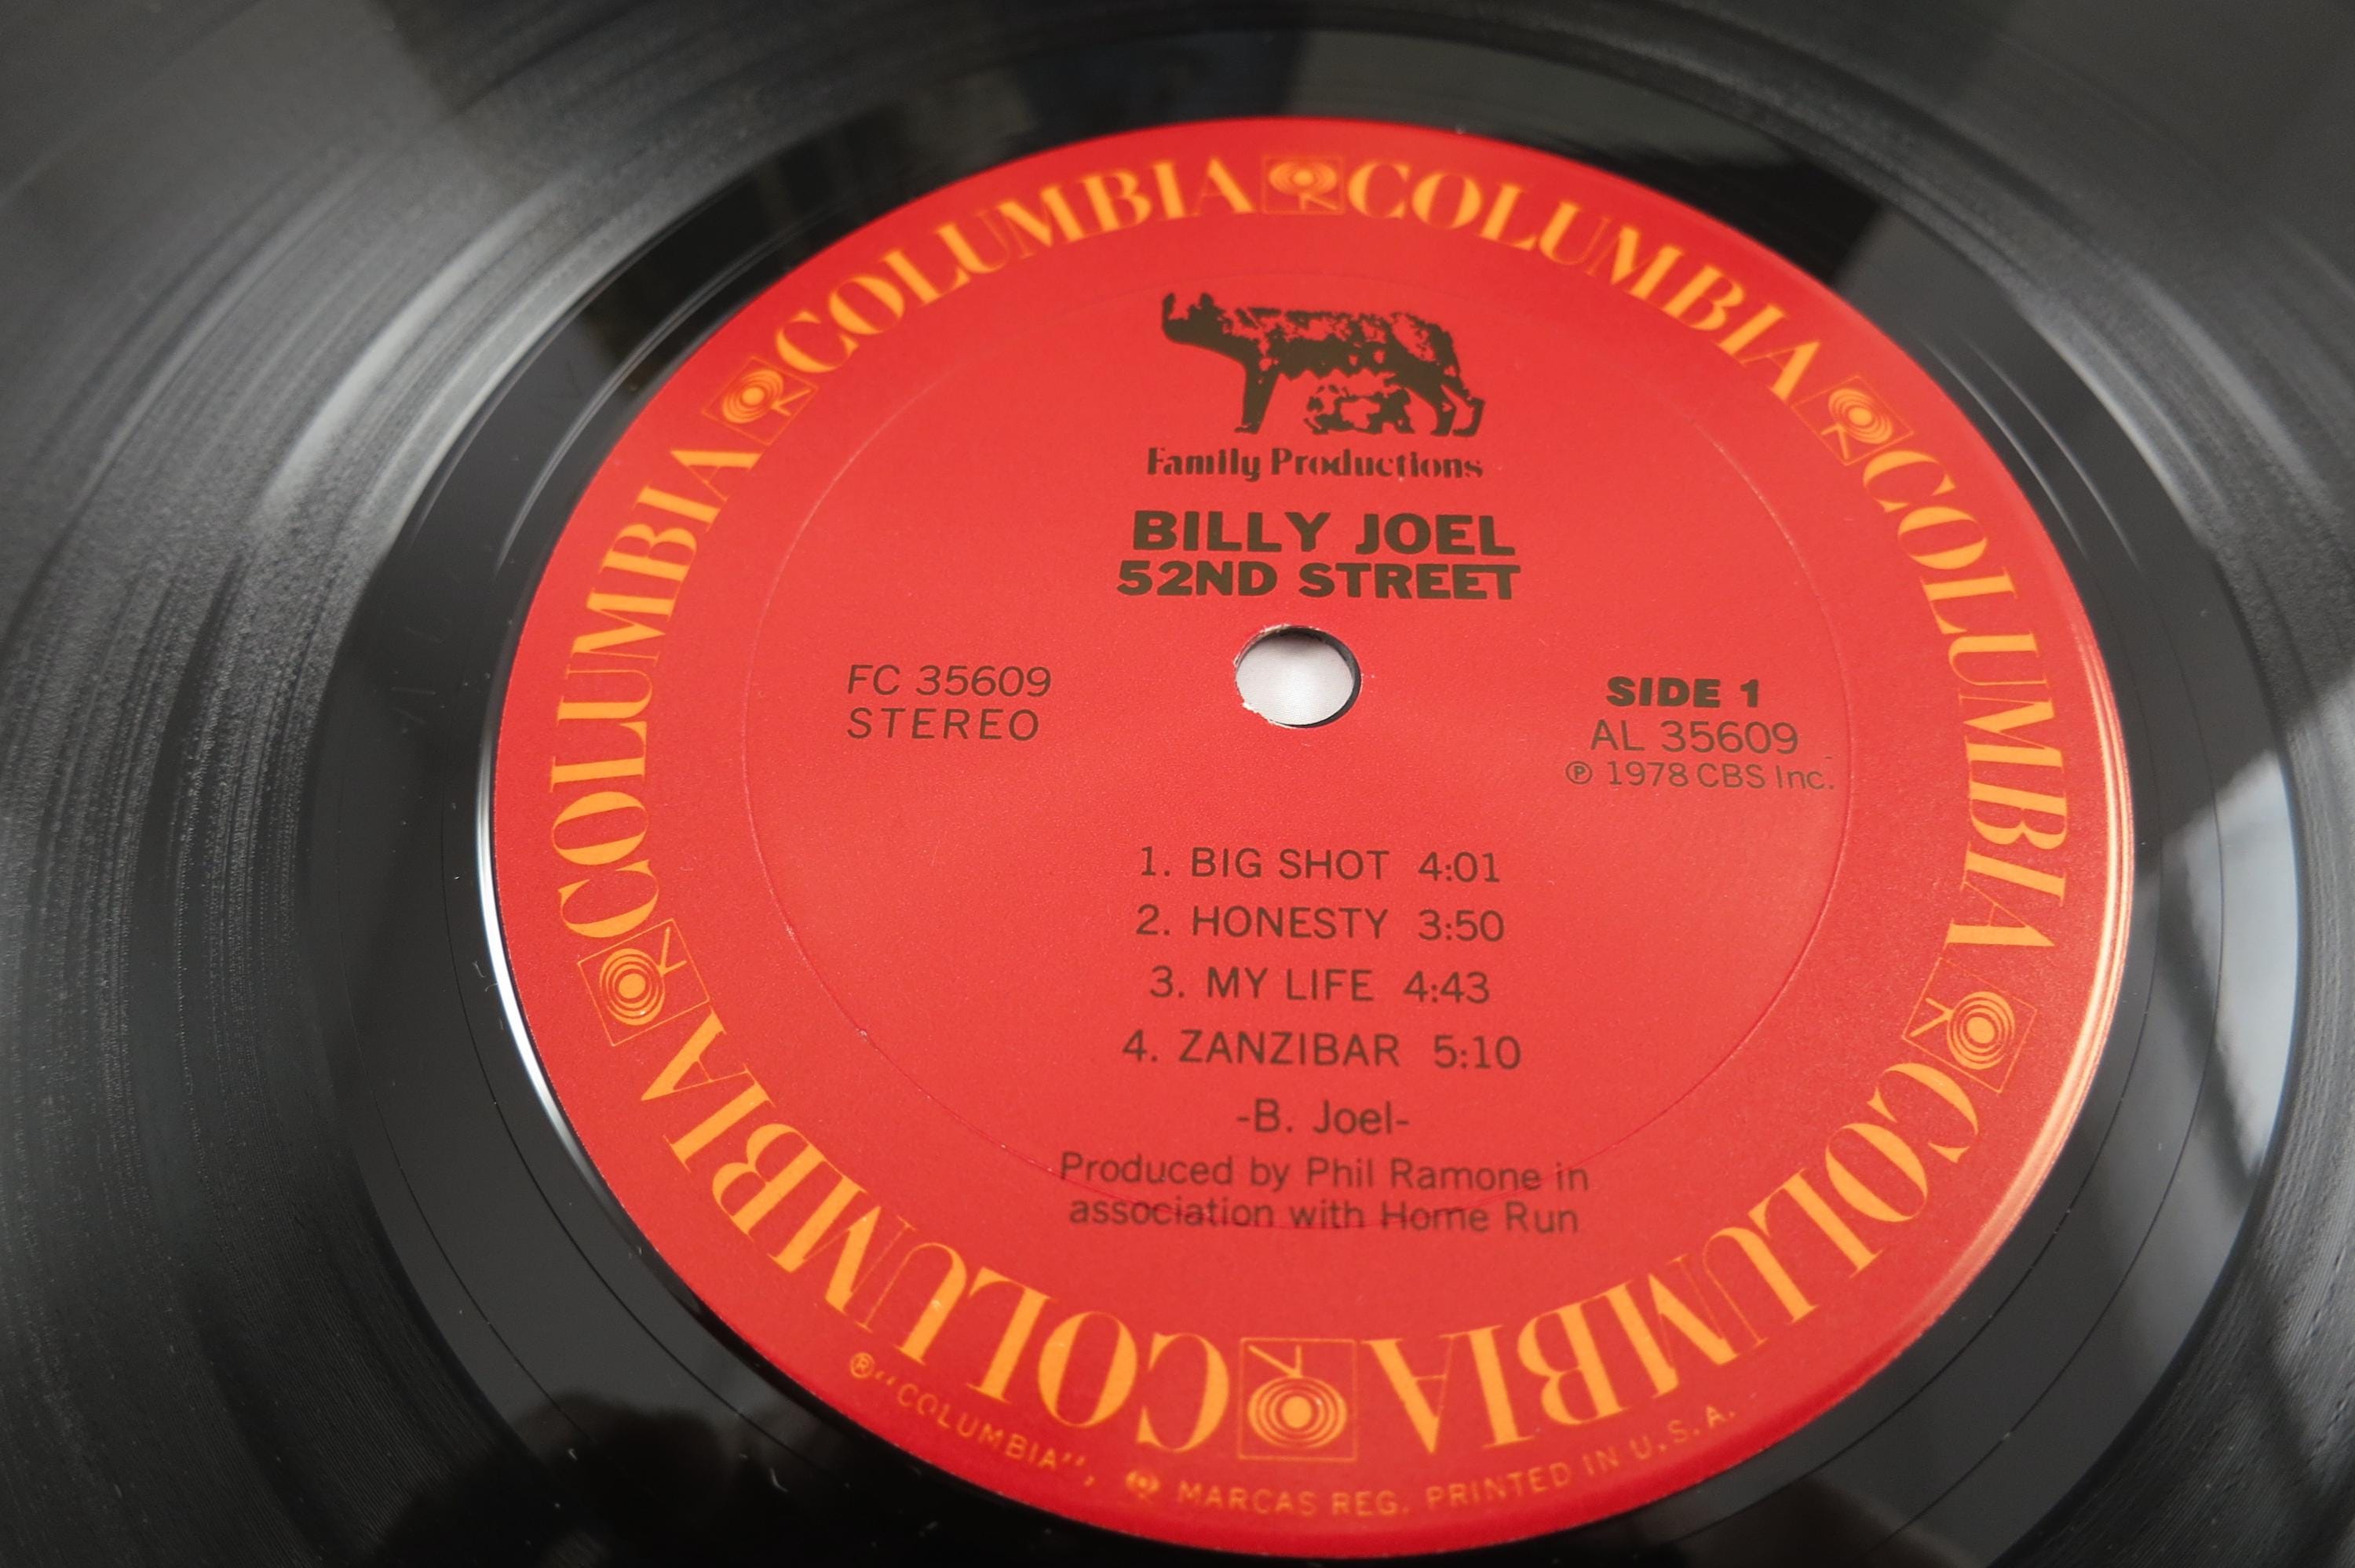 COLUMBIA COLUMBIA COLUMBIA COLUMBIA COLUMBIA COLUMBIA
Family Productions
BILLY JOEL
52ND STREET
FC 35609
STEREO
SIDE 1
AL 35609
℗ 1978 CBS Inc.
1. BIG SHOT 4:01
2. HONESTY 3:50
3. MY LIFE 4:43
4. ZANZIBAR 5:10
-B. Joel-
Produced by Phil Ramone in
association with Home Run
® "COLUMBIA", MARCAS REG. PRINTED IN U.S.A.